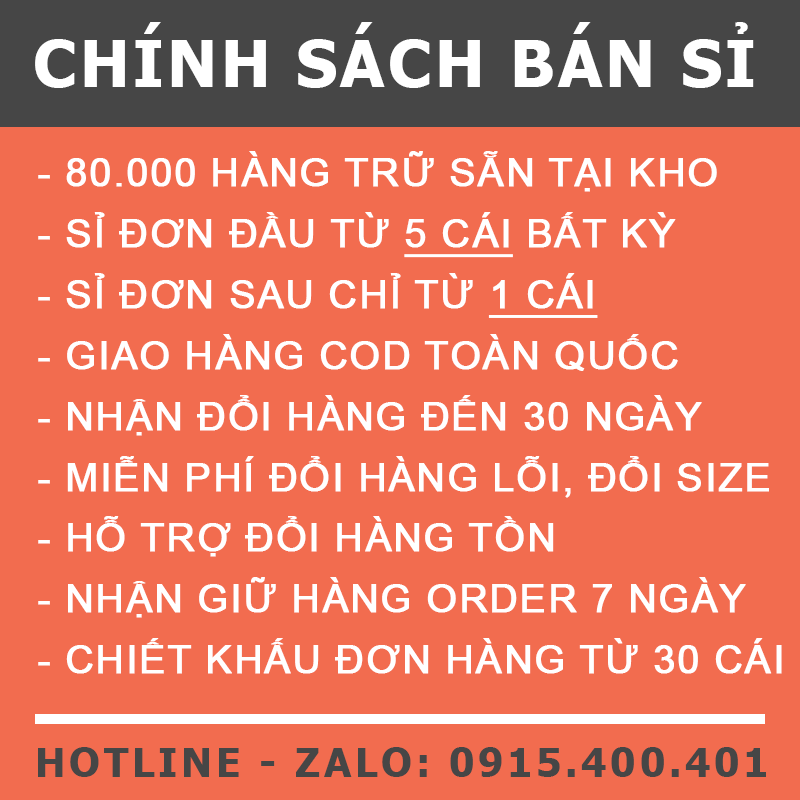 CHÍNH SÁCH BÁN SỈ
- 80.000 HÀNG TRỮ SẴN TẠI KHO
- SỈ ĐƠN ĐẦU TỪ 5 CÁI BẤT KỲ
- SỈ ĐƠN SAU CHỈ TỪ 1 CÁI
- GIAO HÀNG COD TOÀN QUỐC
- NHẬN ĐỔI HÀNG ĐẾN 30 NGÀY
- MIỄN PHÍ ĐỔI HÀNG LỖI, ĐỔI SIZE
- HỖ TRỢ ĐỔI HÀNG TỒN
- NHẬN GIỮ HÀNG ORDER 7 NGÀY
- CHIẾT KHẤU ĐƠN HÀNG TỪ 30 CÁI
HOTLINE - ZALO: 0915.400.401